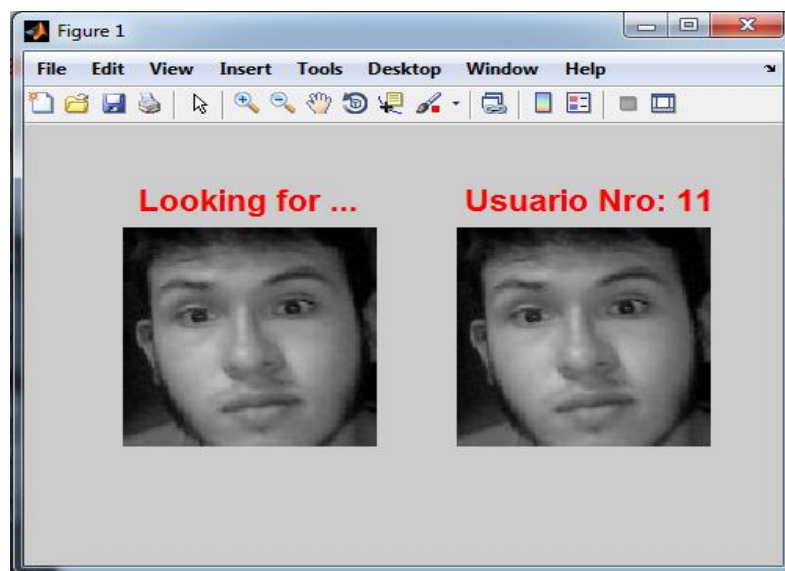 Figure 1
File Edit View Insert Tools Desktop Window Help
Looking for ...
Usuario Nro: 11